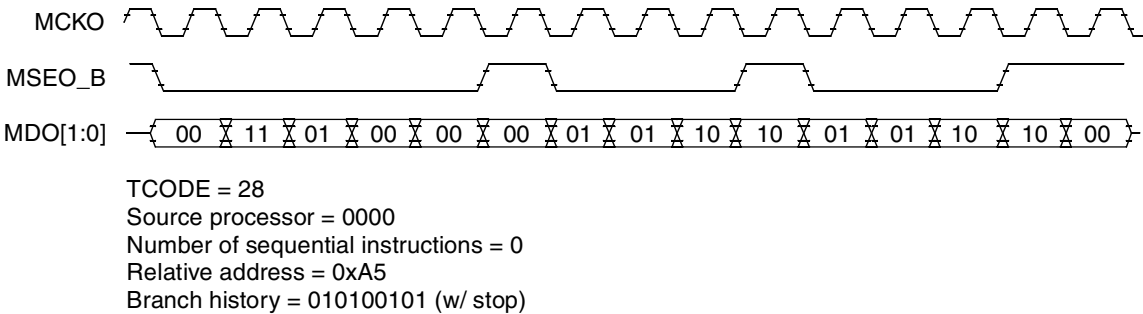 MCKO
MSEO_B
MDO[1:0] 00 11 01 00 00 00 01 01 10 10 01 01 10 10 00
TCODE = 28
Source processor = 0000
Number of sequential instructions = 0
Relative address = 0xA5
Branch history = 010100101 (w/ stop)